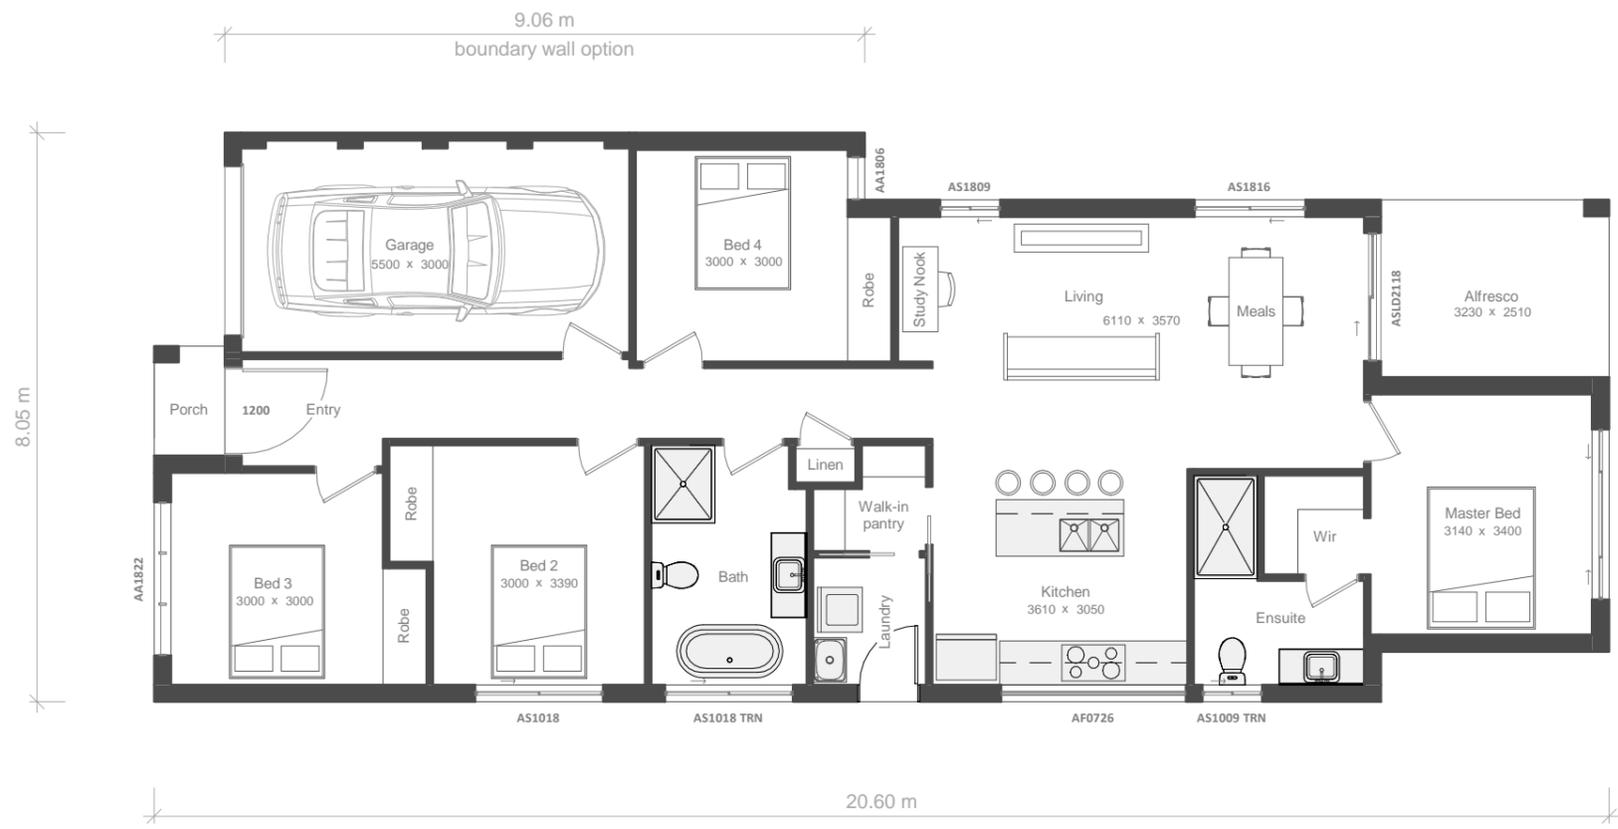 9.06 m
boundary wall option
AA1806
AS1809
AS1816
Garage
5500 x 3000
Bed 4
3000 x 3000
Robe
Study Nook
Living
6110 x 3570
Meals
ASLD2118
Alfresco
3230 x 2510
8.05 m
Porch
1200
Entry
Linen
Robe
Walk-in
pantry
Master Bed
3140 x 3400
Wir
AA1822
Bed 3
3000 x 3000
Bed 2
3000 x 3390
Bath
Kitchen
3610 x 3050
Robe
Laundry
Ensuite
AS1018
AS1018 TRN
AF0726
AS1009 TRN
20.60 m